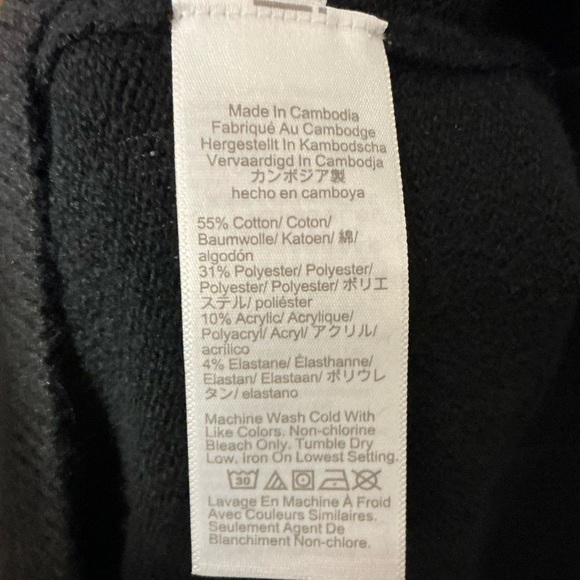 Made In Cambodia
Fabriqué Au Cambodge
Hergestellt In Kambodscha
Vervaardigd In Cambodja
カンボジア製
hecho en camboya
55% Cotton/ Coton/
Baumwolle/ Katoen/ 綿/
algodón
31% Polyester/ Polyester/
Polyester/ Polyester/ ポリエ
ステル/ poliéster
10% Acrylic/ Acrylique/
Polyacryl/ Acryl/ アクリル/
acrílico
4% Elastane/ Élasthanne/
Elastan/ Elastaan/ ポリウレ
タン/ elastano
Machine Wash Cold With
Like Colors. Non-chlorine
Bleach Only. Tumble Dry
Low. Iron On Lowest Setting.
30
Lavage En Machine À Froid
Avec Couleurs Similaires.
Seulement Agent De
Blanchiment Non-chlore.